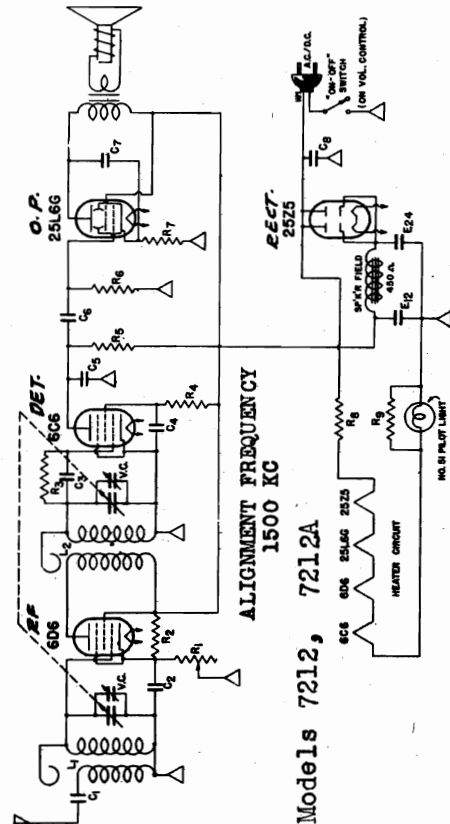 O.P.
25L6G
DET.
6C6
RF
6D6
C1
L1
V.C.
C2
R1
R2
L2
R3
C3
V.C.
C4
R4
C5
R5
C6
R6
R7
C7
ALIGNMENT FREQUENCY
1500 KC
Models 7212, 7212A
RECT.
25Z5
C8
A.C./D.C.
"ON-OFF"
SWITCH
(ON VOL. CONTROL)
SP'K'R FIELD
450 Ω
E12
E24
R8
R9
6C6 6D6 25L6G 25Z5
HEATER CIRCUIT
NO. 51 PILOT LIGHT